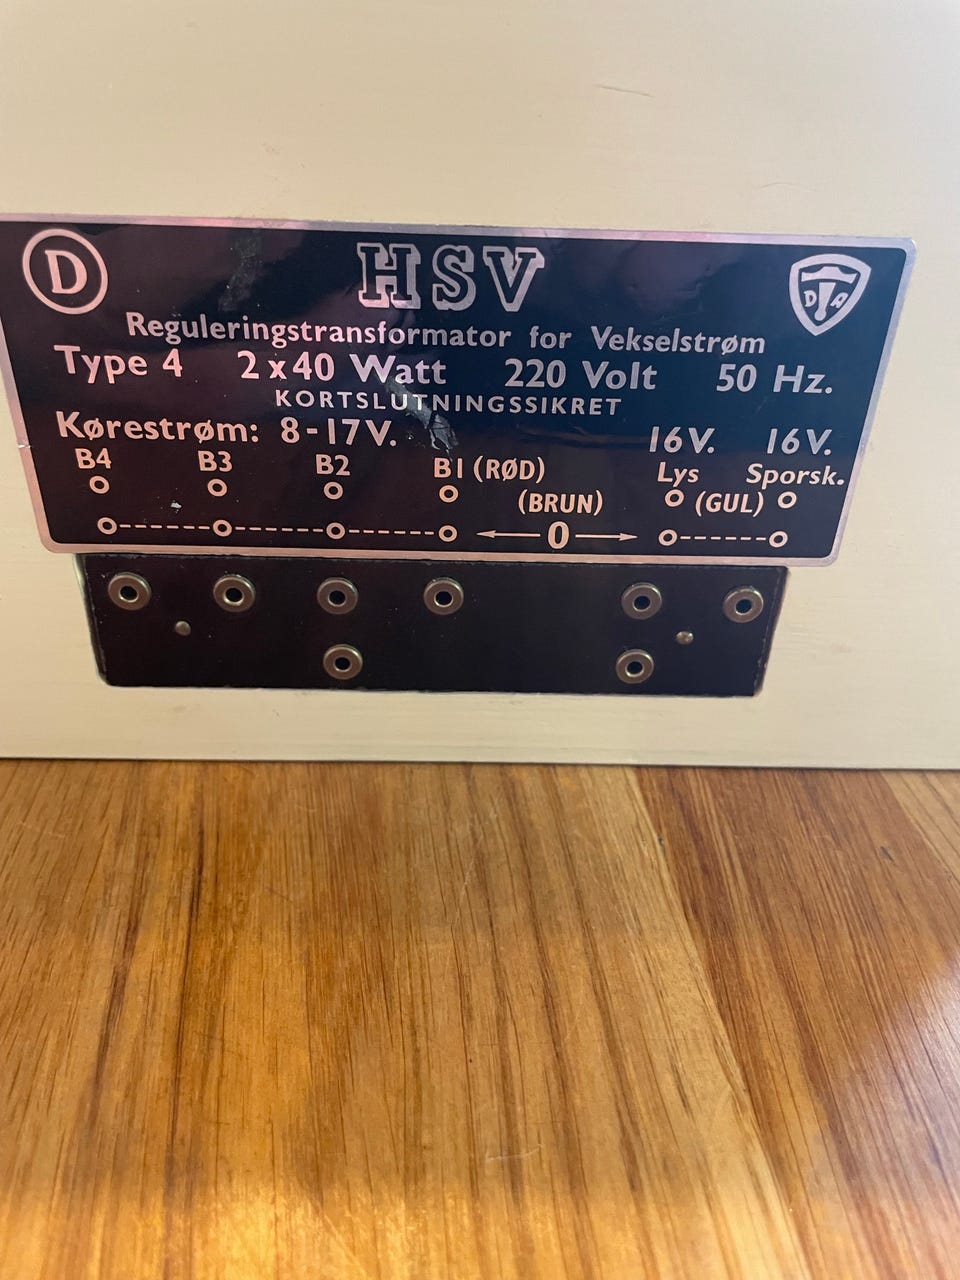 D
HSV
DTA
Reguleringstransformator for Vekselstrøm
Type 4 2x40 Watt 220 Volt 50 Hz.
KORTSLUTNINGSSIKRET
Kørestrøm: 8-17V. 16V. 16V.
B4 B3 B2 B1 (RØD) Lys Sporsk.
(BRUN) (GUL)
0